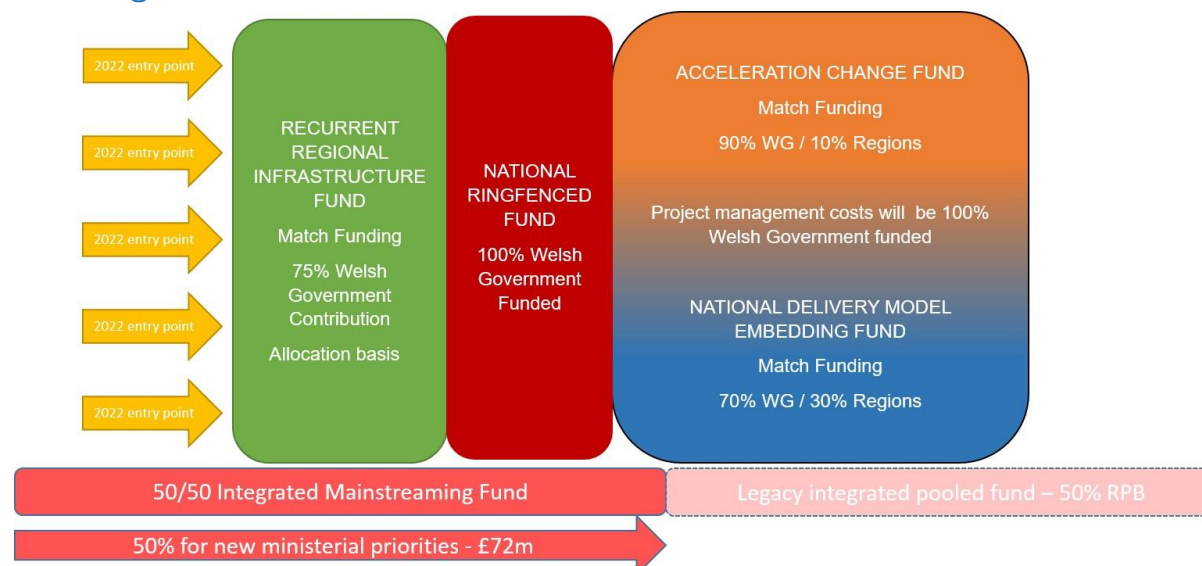 2022 entry point
2022 entry point
2022 entry point
2022 entry point
2022 entry point
RECURRENT
REGIONAL
INFRASTRUCTURE
FUND
Match Funding
75% Welsh
Government
Contribution
Allocation basis
NATIONAL
RINGFENCED
FUND
100% Welsh
Government
Funded
ACCELERATION CHANGE FUND
Match Funding
90% WG / 10% Regions
Project management costs will be 100%
Welsh Government funded
NATIONAL DELIVERY MODEL
EMBEDDING FUND
Match Funding
70% WG / 30% Regions
50/50 Integrated Mainstreaming Fund
Legacy integrated pooled fund – 50% RPB
50% for new ministerial priorities - £72m